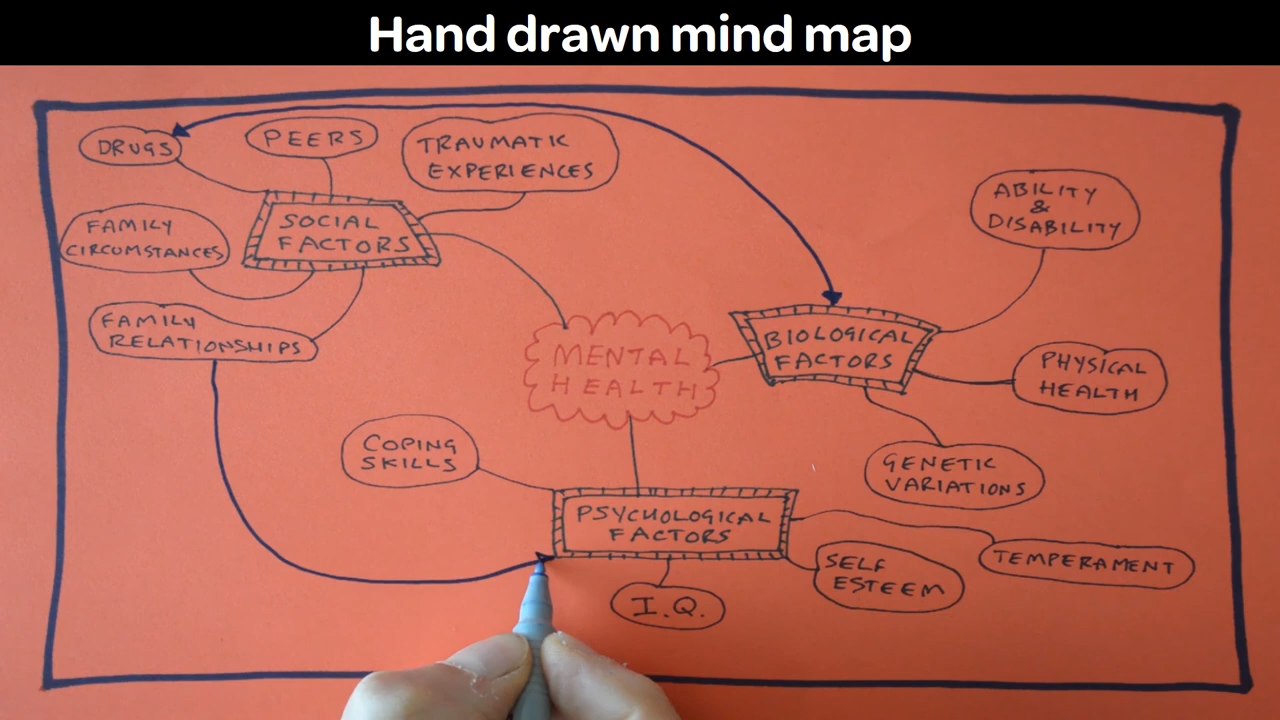 Hand drawn mind map
DRUGS
PEERS
TRAUMATIC
EXPERIENCES
SOCIAL
FACTORS
FAMILY
CIRCUMSTANCES
FAMILY
RELATIONSHIPS
MENTAL
HEALTH
BIOLOGICAL
FACTORS
ABILITY
&
DISABILITY
PHYSICAL
HEALTH
GENETIC
VARIATIONS
COPING
SKILLS
PSYCHOLOGICAL
FACTORS
I.Q.
SELF
ESTEEM
TEMPERAMENT